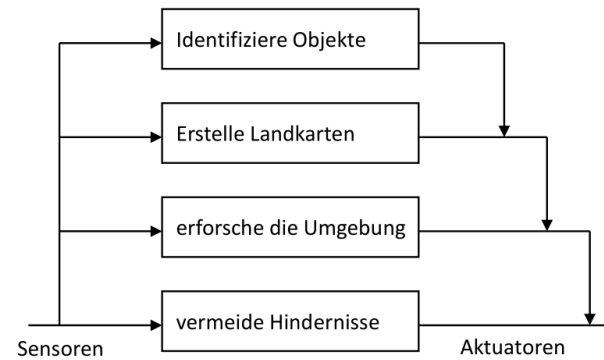 Identifiziere Objekte
Erstelle Landkarten
erforsche die Umgebung
vermeide Hindernisse
Sensoren
Aktuatoren